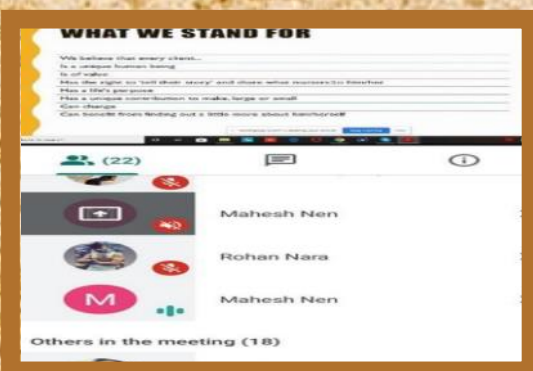 WHAT WE STAND FOR
We believe that every client...
Is a unique human being
Is of value
Has the right to 'tell their story' and share what matters to him/her
Has a life's purpose
Has a unique contribution to make, large or small
Can change
Can benefit from finding out a little more about him/herself
(22)
Mahesh Nen
Rohan Nara
M
Mahesh Nen
Others in the meeting (18)